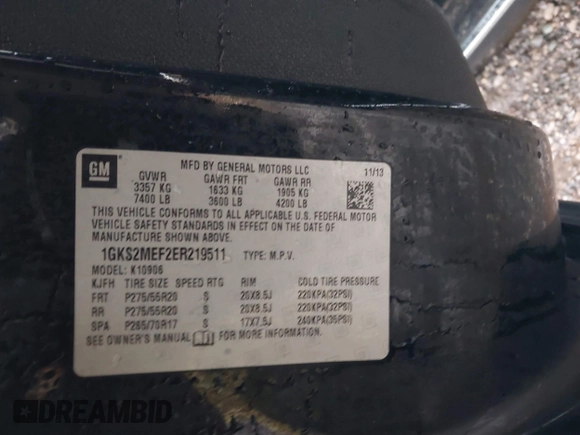 GM
MFD BY GENERAL MOTORS LLC
11/13
GVWR GAWR FRT GAWR RR
3357 KG 1633 KG 1905 KG
7400 LB 3600 LB 4200 LB
THIS VEHICLE CONFORMS TO ALL APPLICABLE U.S. FEDERAL MOTOR
VEHICLE SAFETY STANDARDS IN EFFECT ON THE DATE OF
MANUFACTURE SHOWN ABOVE.
1GKS2MEF2ER219511 TYPE: M.P.V.
MODEL: K10906
KJFH TIRE SIZE SPEED RTG RIM COLD TIRE PRESSURE
FRT P275/55R20 S 20X8.5J 220KPA(32PSI)
RR P275/55R20 S 20X8.5J 220KPA(32PSI)
SPA P265/70R17 S 17X7.5J 240KPA(35PSI)
SEE OWNER'S MANUAL FOR MORE INFORMATION.
DREAMBID